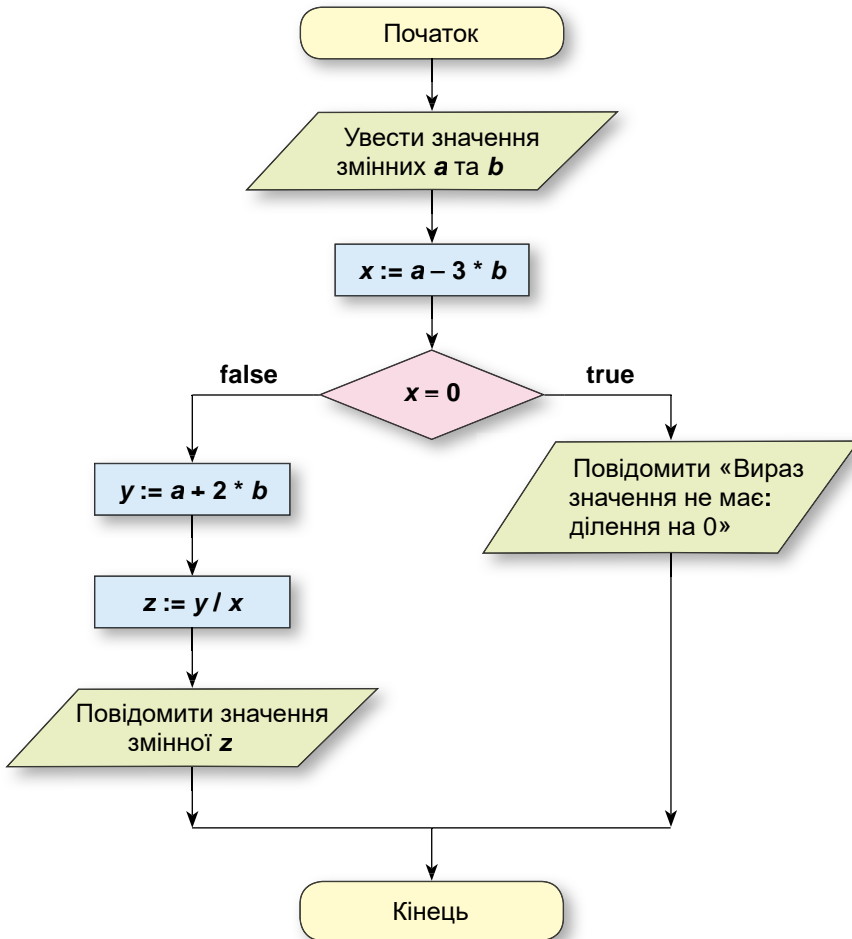 Початок
Увести значення
змінних a та b
x := a – 3 * b
false
true
x = 0
y := a + 2 * b
Повідомити «Вираз
значення не має:
ділення на 0»
z := y / x
Повідомити значення
змінної z
Кінець